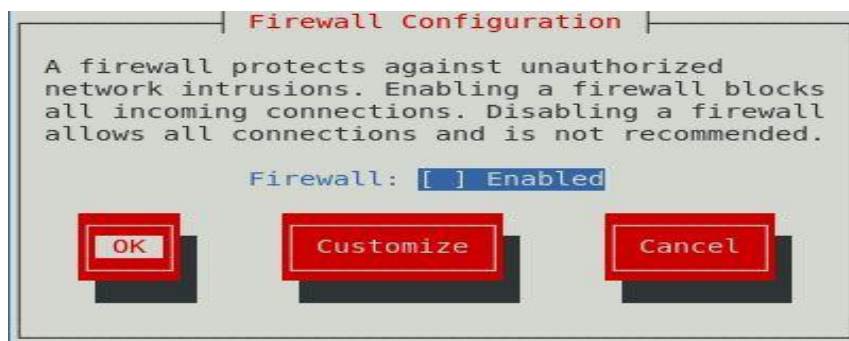 Firewall Configuration
A firewall protects against unauthorized
network intrusions. Enabling a firewall blocks
all incoming connections. Disabling a firewall
allows all connections and is not recommended.
Firewall: [ ] Enabled
OK Customize Cancel